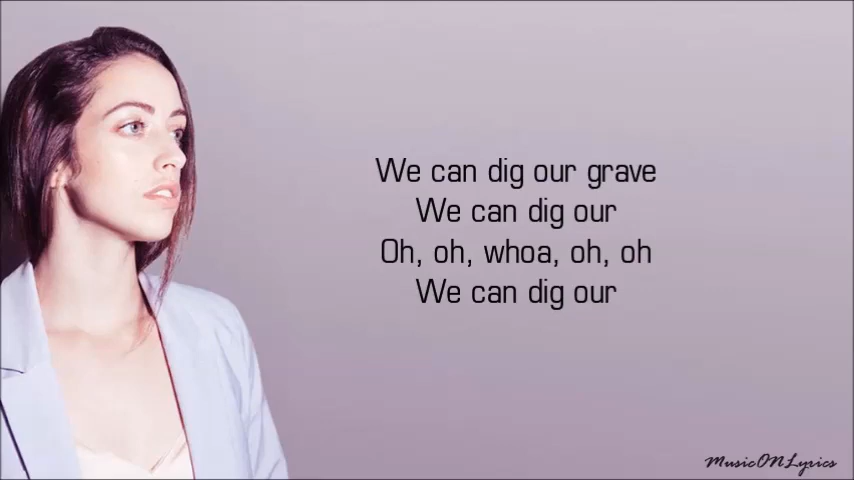 We can dig our grave
We can dig our
Oh, oh, whoa, oh, oh
We can dig our
MusicONLyrics